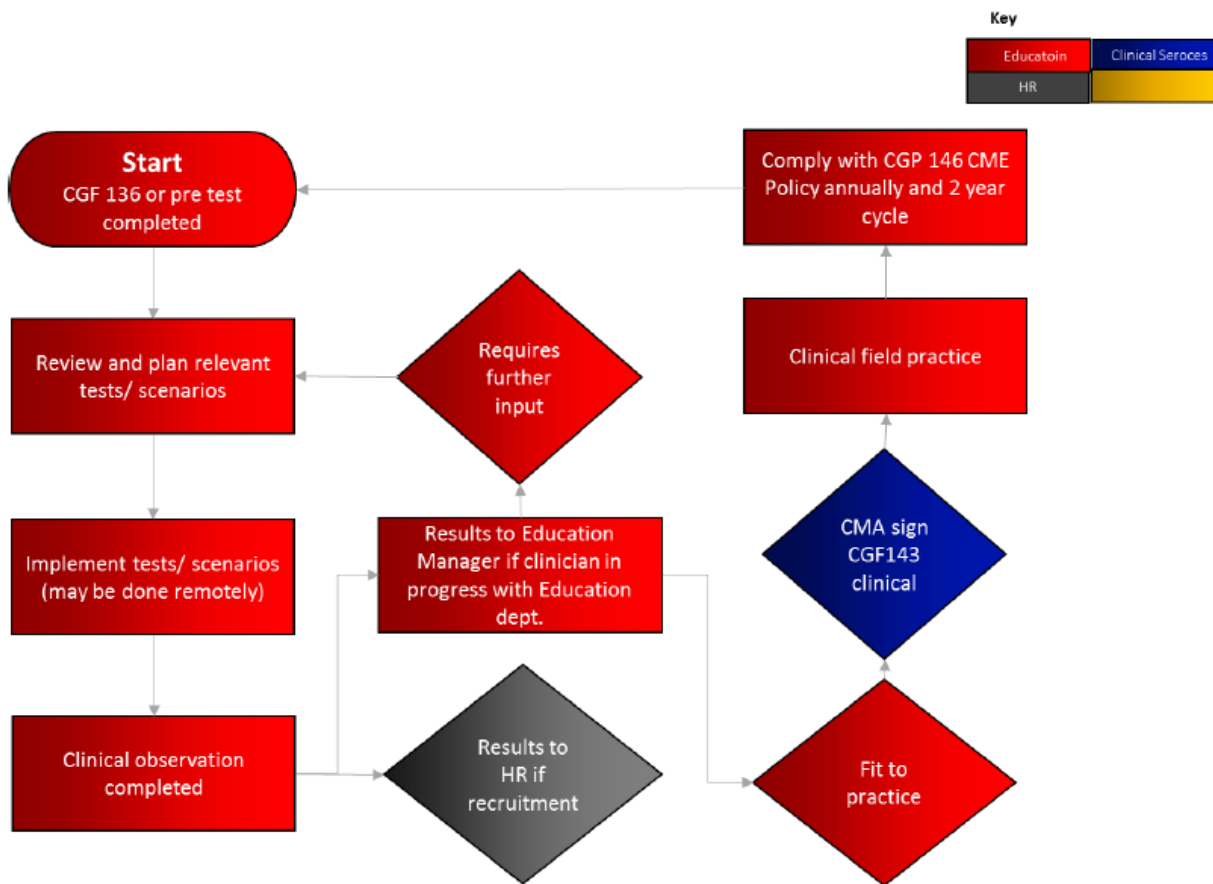 Key
Educatoin
Clinical Seroces
HR
Start
CGF 136 or pre test
completed
Comply with CGP 146 CME
Policy annually and 2 year
cycle
Review and plan relevant
tests/ scenarios
Requires
further
input
Clinical field practice
Implement tests/ scenarios
(may be done remotely)
Results to Education
Manager if clinician in
progress with Education
dept.
CMA sign
CGF143
clinical
Clinical observation
completed
Results to
HR if
recruitment
Fit to
practice